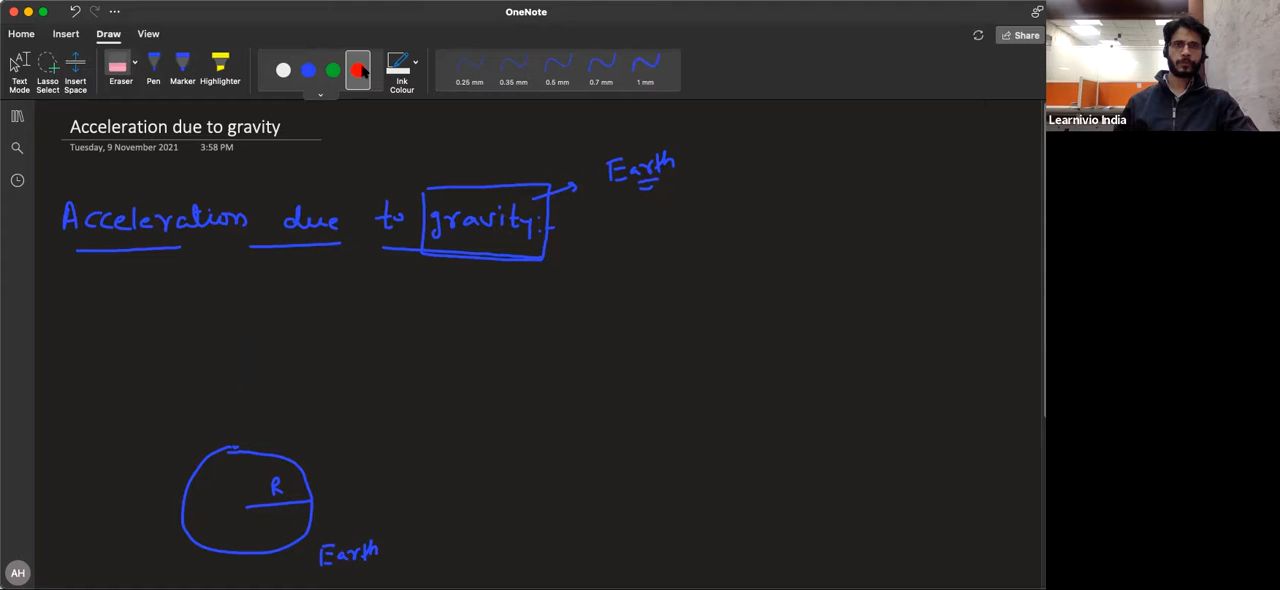 OneNote
Home Insert Draw View
Share
Text Mode
Lasso Select
Insert Space
Eraser
Pen
Marker
Highlighter
Ink Colour
0.25 mm 0.35 mm 0.5 mm 0.7 mm 1 mm
Learnivio India
Acceleration due to gravity
Tuesday, 9 November 2021 3:58 PM
Earth
Acceleration due to gravity:-
R
Earth
AH